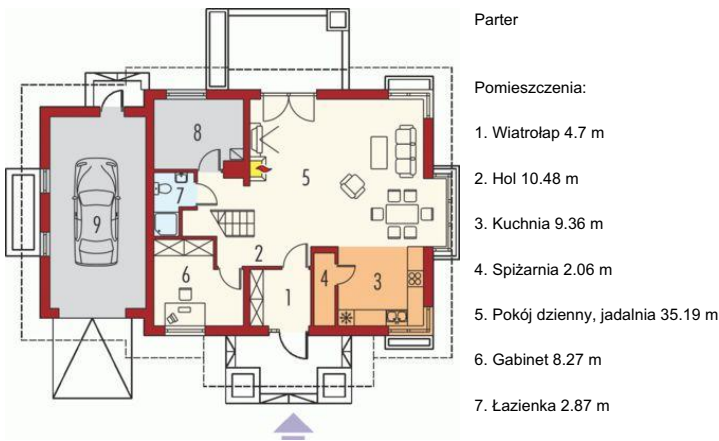 Parter
Pomieszczenia:
1. Wiatrołap 4.7 m
2. Hol 10.48 m
3. Kuchnia 9.36 m
4. Spiżarnia 2.06 m
5. Pokój dzienny, jadalnia 35.19 m
6. Gabinet 8.27 m
7. Łazienka 2.87 m
8
7
5
9
2
6
1
4
3